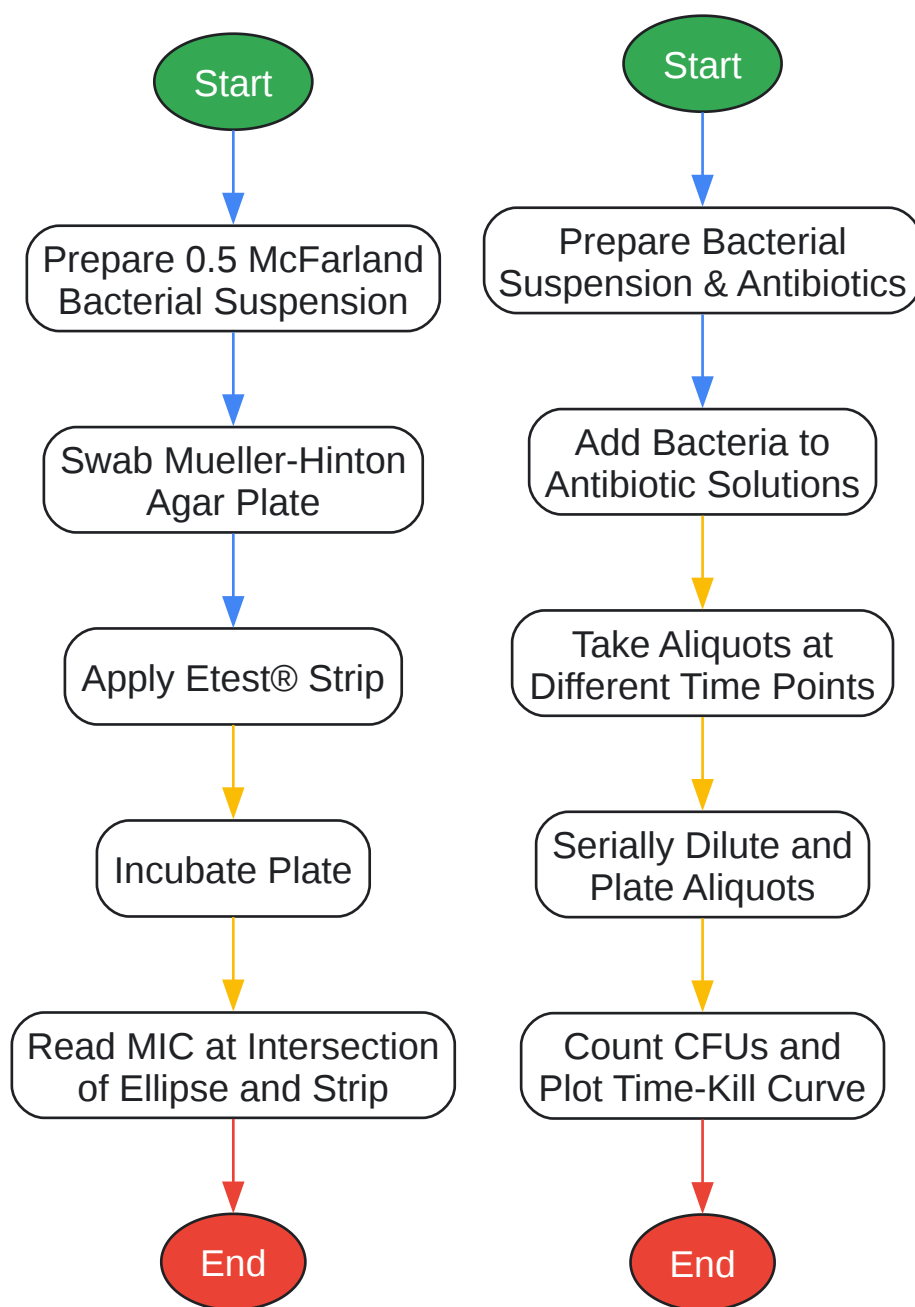 Start
Prepare 0.5 McFarland
Bacterial Suspension
Swab Mueller-Hinton
Agar Plate
Apply Etest® Strip
Incubate Plate
Read MIC at Intersection
of Ellipse and Strip
End
Start
Prepare Bacterial
Suspension & Antibiotics
Add Bacteria to
Antibiotic Solutions
Take Aliquots at
Different Time Points
Serially Dilute and
Plate Aliquots
Count CFUs and
Plot Time-Kill Curve
End